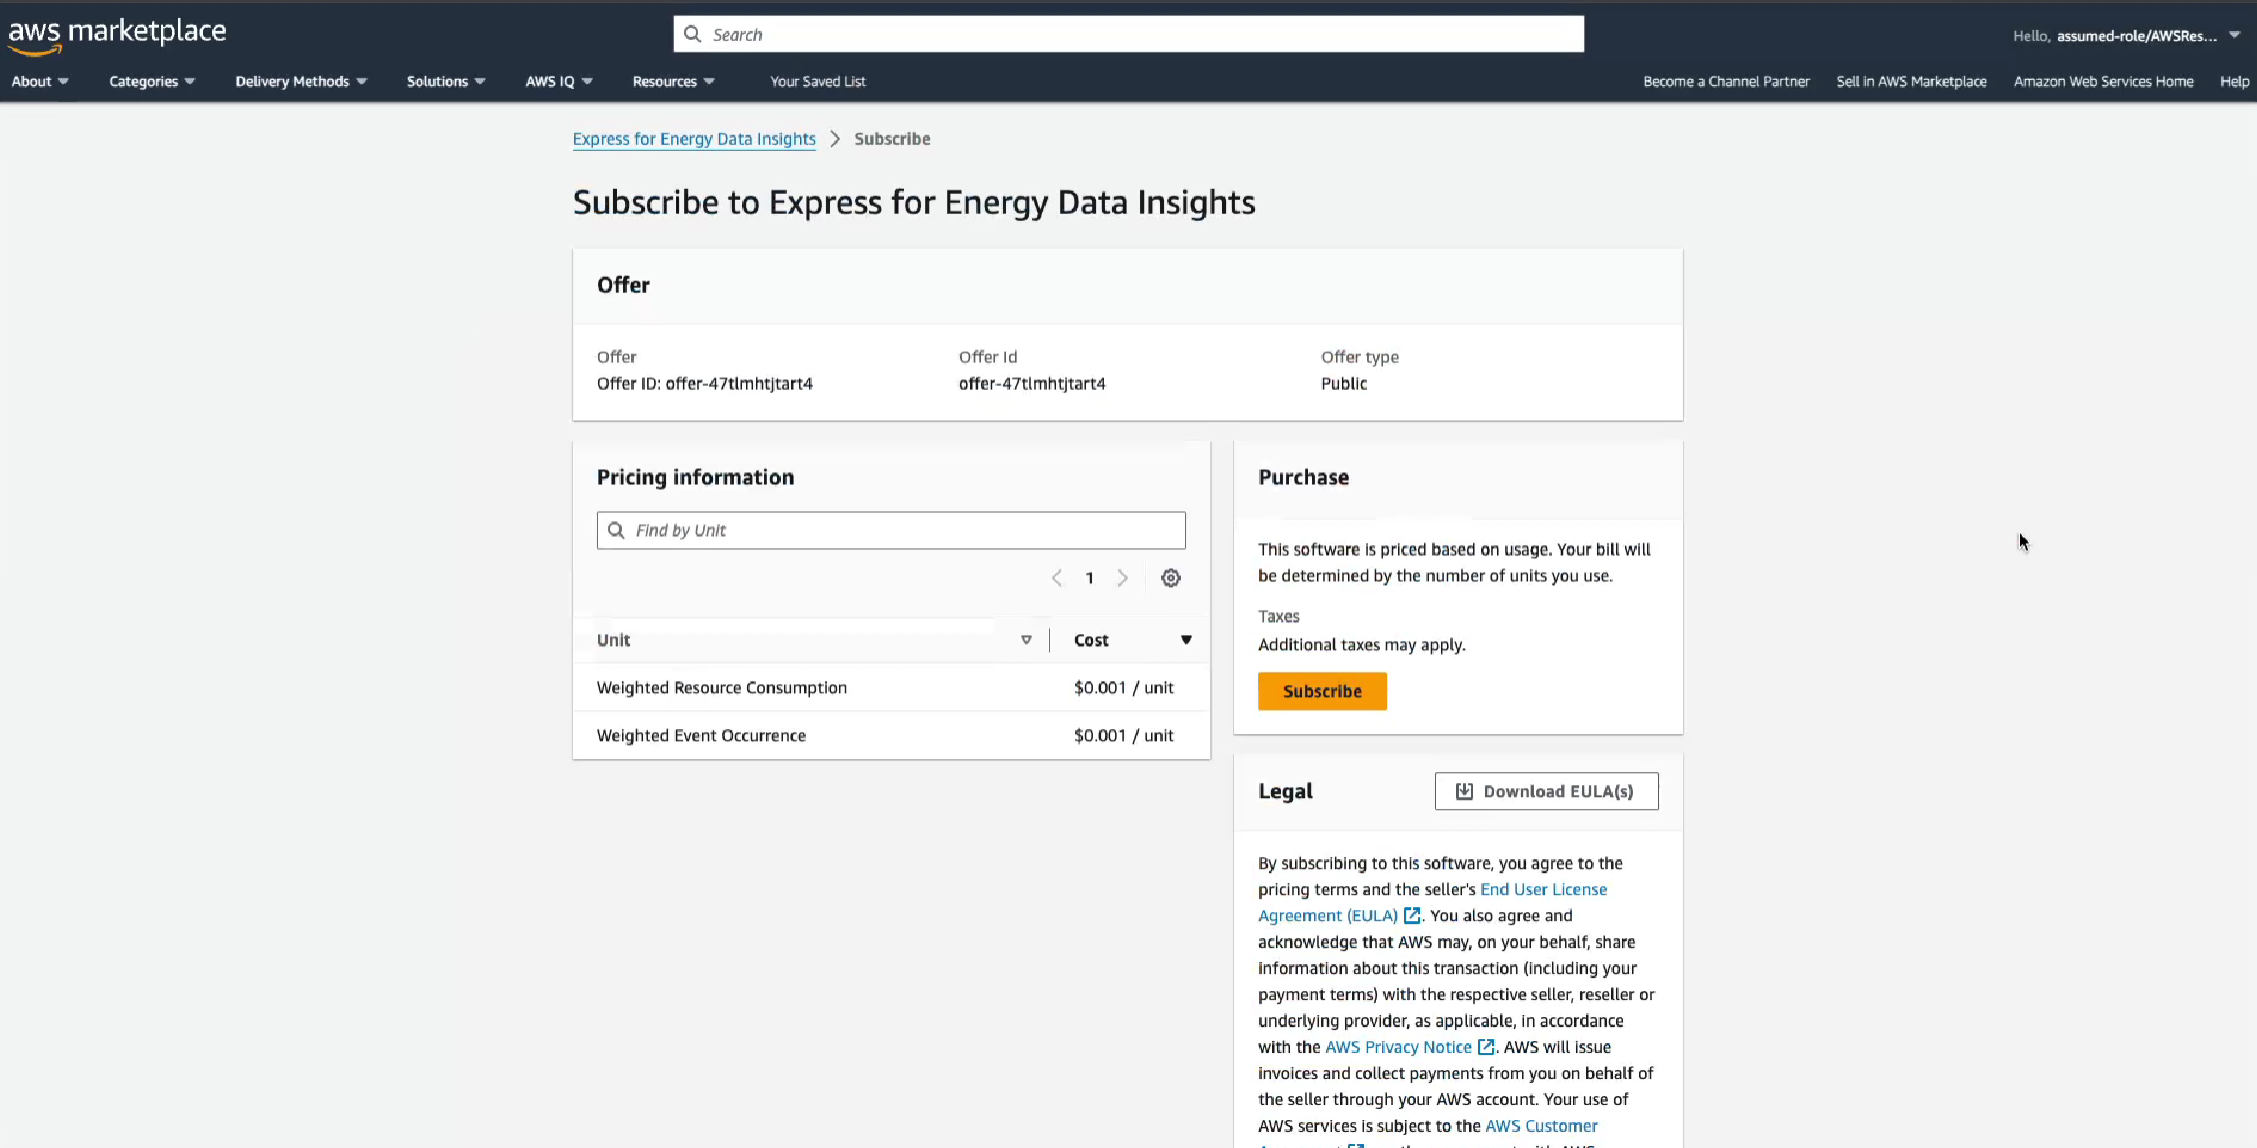 aws marketplace
Search
Hello, assumed-role/AWSRes...
About
Categories
Delivery Methods
Solutions
AWS IQ
Resources
Your Saved List
Become a Channel Partner
Sell in AWS Marketplace
Amazon Web Services Home
Help
Express for Energy Data Insights > Subscribe
Subscribe to Express for Energy Data Insights
Offer
Offer
Offer ID: offer-47tlmhtjtart4
Offer Id
offer-47tlmhtjtart4
Offer type
Public
Pricing information
Find by Unit
1
Unit
Cost
Weighted Resource Consumption
$0.001 / unit
Weighted Event Occurrence
$0.001 / unit
Purchase
This software is priced based on usage. Your bill will
be determined by the number of units you use.
Taxes
Additional taxes may apply.
Subscribe
Legal
Download EULA(s)
By subscribing to this software, you agree to the
pricing terms and the seller's End User License
Agreement (EULA). You also agree and
acknowledge that AWS may, on your behalf, share
information about this transaction (including your
payment terms) with the respective seller, reseller or
underlying provider, as applicable, in accordance
with the AWS Privacy Notice. AWS will issue
invoices and collect payments from you on behalf of
the seller through your AWS account. Your use of
AWS services is subject to the AWS Customer